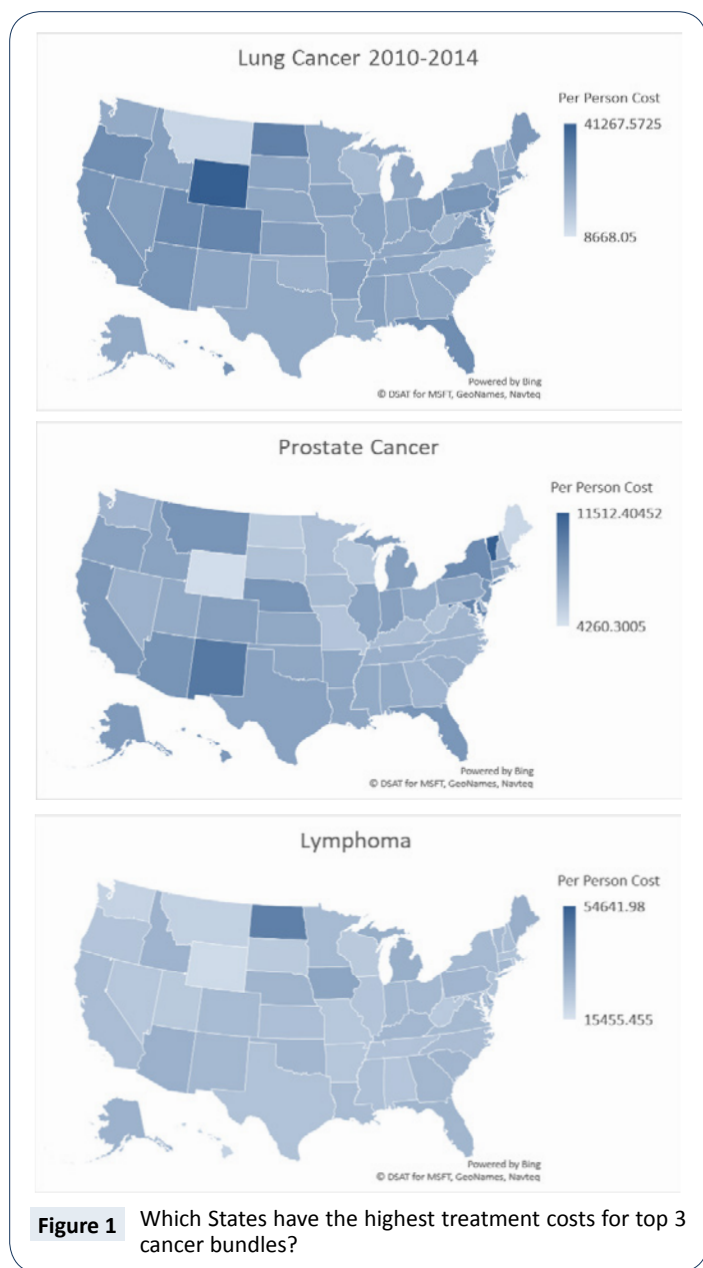 Lung Cancer 2010-2014
Per Person Cost
41267.5725
8668.05
Powered by Bing
© DSAT for MSFT, GeoNames, Navteq
Prostate Cancer
Per Person Cost
11512.40452
4260.3005
Powered by Bing
© DSAT for MSFT, GeoNames, Navteq
Lymphoma
Per Person Cost
54641.98
15455.455
Powered by Bing
© DSAT for MSFT, GeoNames, Navteq
Figure 1 Which States have the highest treatment costs for top 3
cancer bundles?